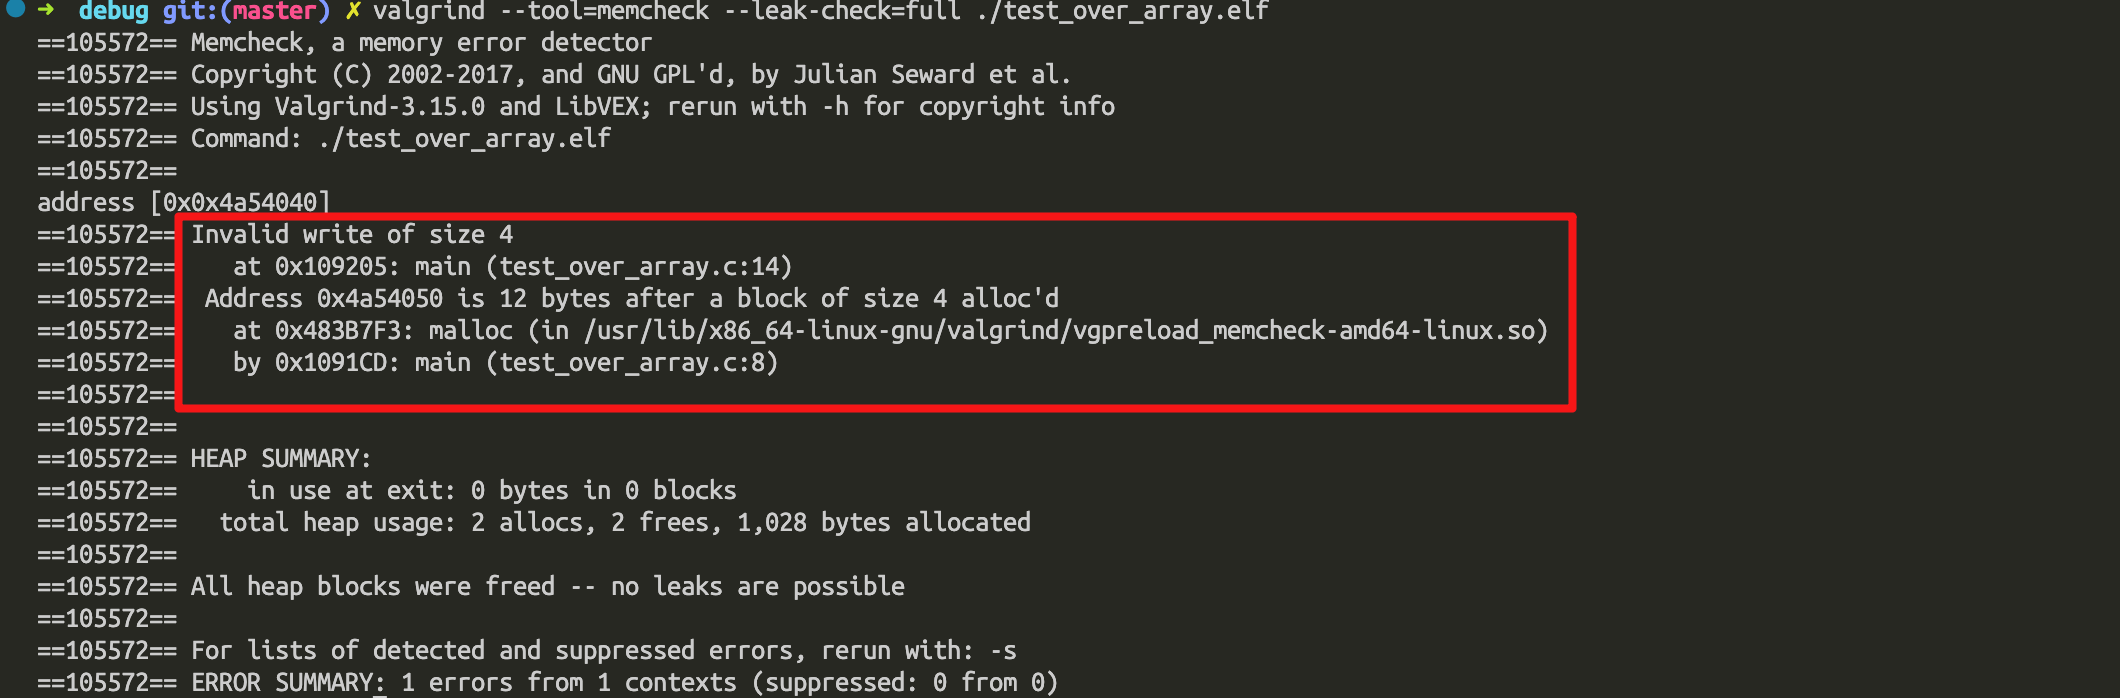 ➜  debug git:(master) ✗ valgrind --tool=memcheck --leak-check=full ./test_over_array.elf
==105572== Memcheck, a memory error detector
==105572== Copyright (C) 2002-2017, and GNU GPL'd, by Julian Seward et al.
==105572== Using Valgrind-3.15.0 and LibVEX; rerun with -h for copyright info
==105572== Command: ./test_over_array.elf
==105572==
address [0x0x4a54040]
==105572== Invalid write of size 4
==105572==    at 0x109205: main (test_over_array.c:14)
==105572==  Address 0x4a54050 is 12 bytes after a block of size 4 alloc'd
==105572==    at 0x483B7F3: malloc (in /usr/lib/x86_64-linux-gnu/valgrind/vgpreload_memcheck-amd64-linux.so)
==105572==    by 0x1091CD: main (test_over_array.c:8)
==105572==
==105572==
==105572== HEAP SUMMARY:
==105572==     in use at exit: 0 bytes in 0 blocks
==105572==   total heap usage: 2 allocs, 2 frees, 1,028 bytes allocated
==105572==
==105572== All heap blocks were freed -- no leaks are possible
==105572==
==105572== For lists of detected and suppressed errors, rerun with: -s
==105572== ERROR SUMMARY: 1 errors from 1 contexts (suppressed: 0 from 0)